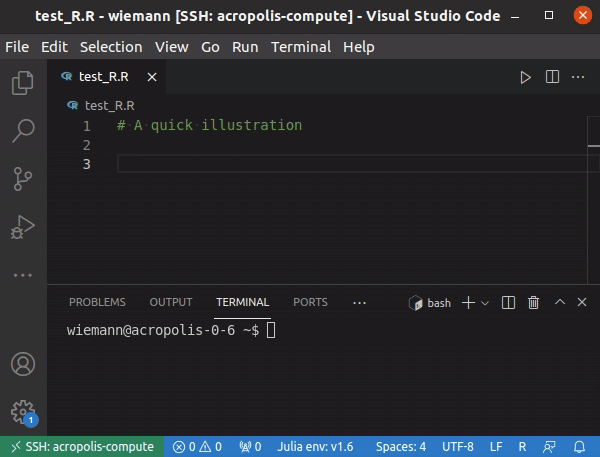 test_R.R - wiemann [SSH: acropolis-compute] - Visual Studio Code
File Edit Selection View Go Run Terminal Help
test_R.R
test_R.R
1 # A quick illustration
2
3
PROBLEMS OUTPUT TERMINAL PORTS ··· bash
wiemann@acropolis-0-6 ~$
1
SSH: acropolis-compute 0 0 0 Julia env: v1.6 Spaces: 4 UTF-8 LF R